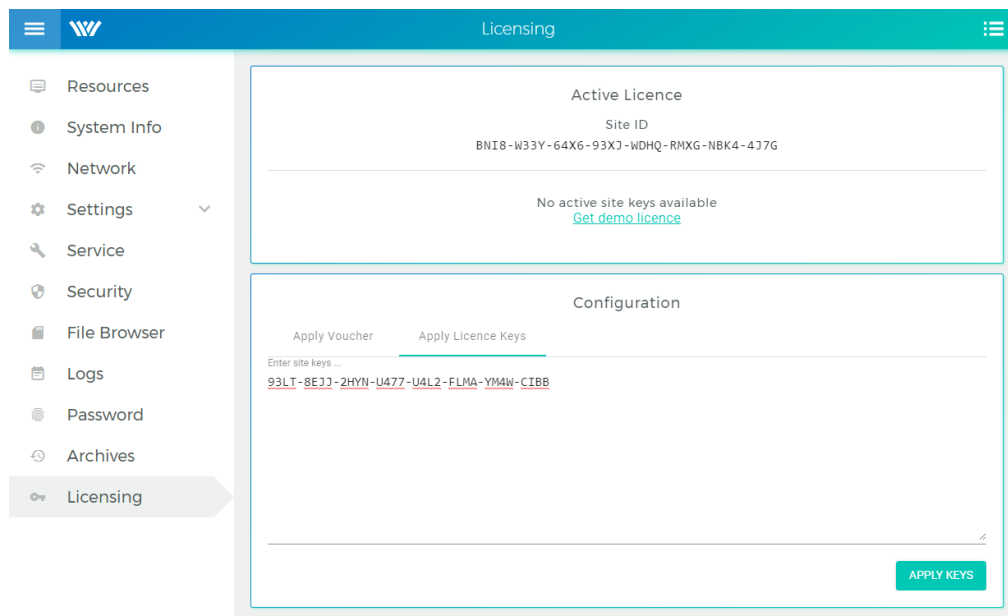 Licensing
Resources
System Info
Network
Settings
Service
Security
File Browser
Logs
Password
Archives
Licensing
Active Licence
Site ID
BNI8-W33Y-64X6-93XJ-WDHQ-RMXG-NBK4-4J7G
No active site keys available
Get demo licence
Configuration
Apply Voucher Apply Licence Keys
Enter site keys ...
93LT-8EJJ-2HYN-U477-U4L2-FLMA-YM4W-CIBB
APPLY KEYS